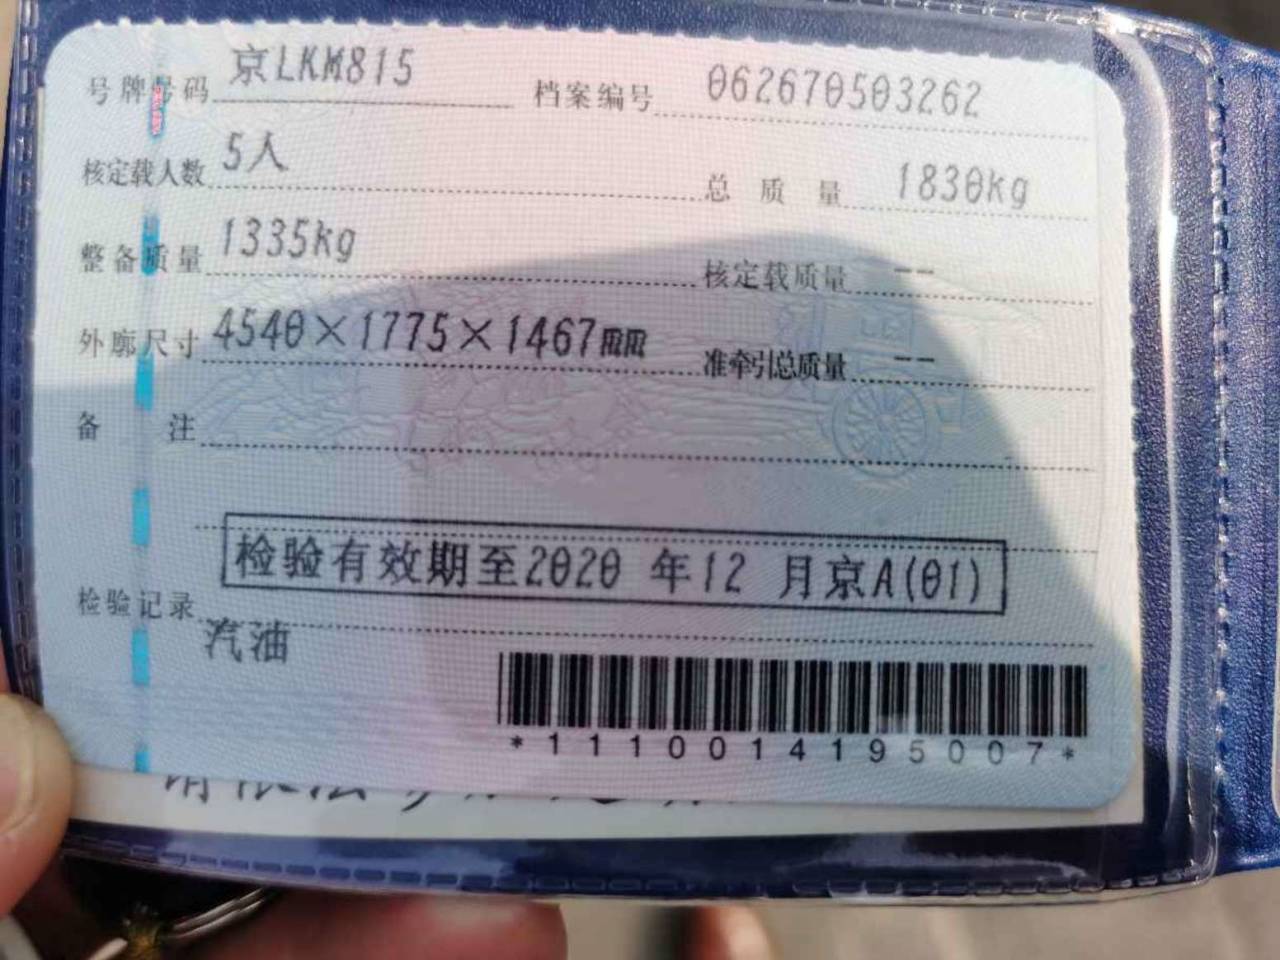 号牌号码 京LKM815 档案编号 062670503262
核定载人数 5人 总质量 1830kg
整备质量 1335kg 核定载质量 --
外廓尺寸 4540×1775×1467mm 准牵引总质量 --
备注
检验有效期至2020 年12 月京A(01)
检验记录
汽油
*1110014195007*